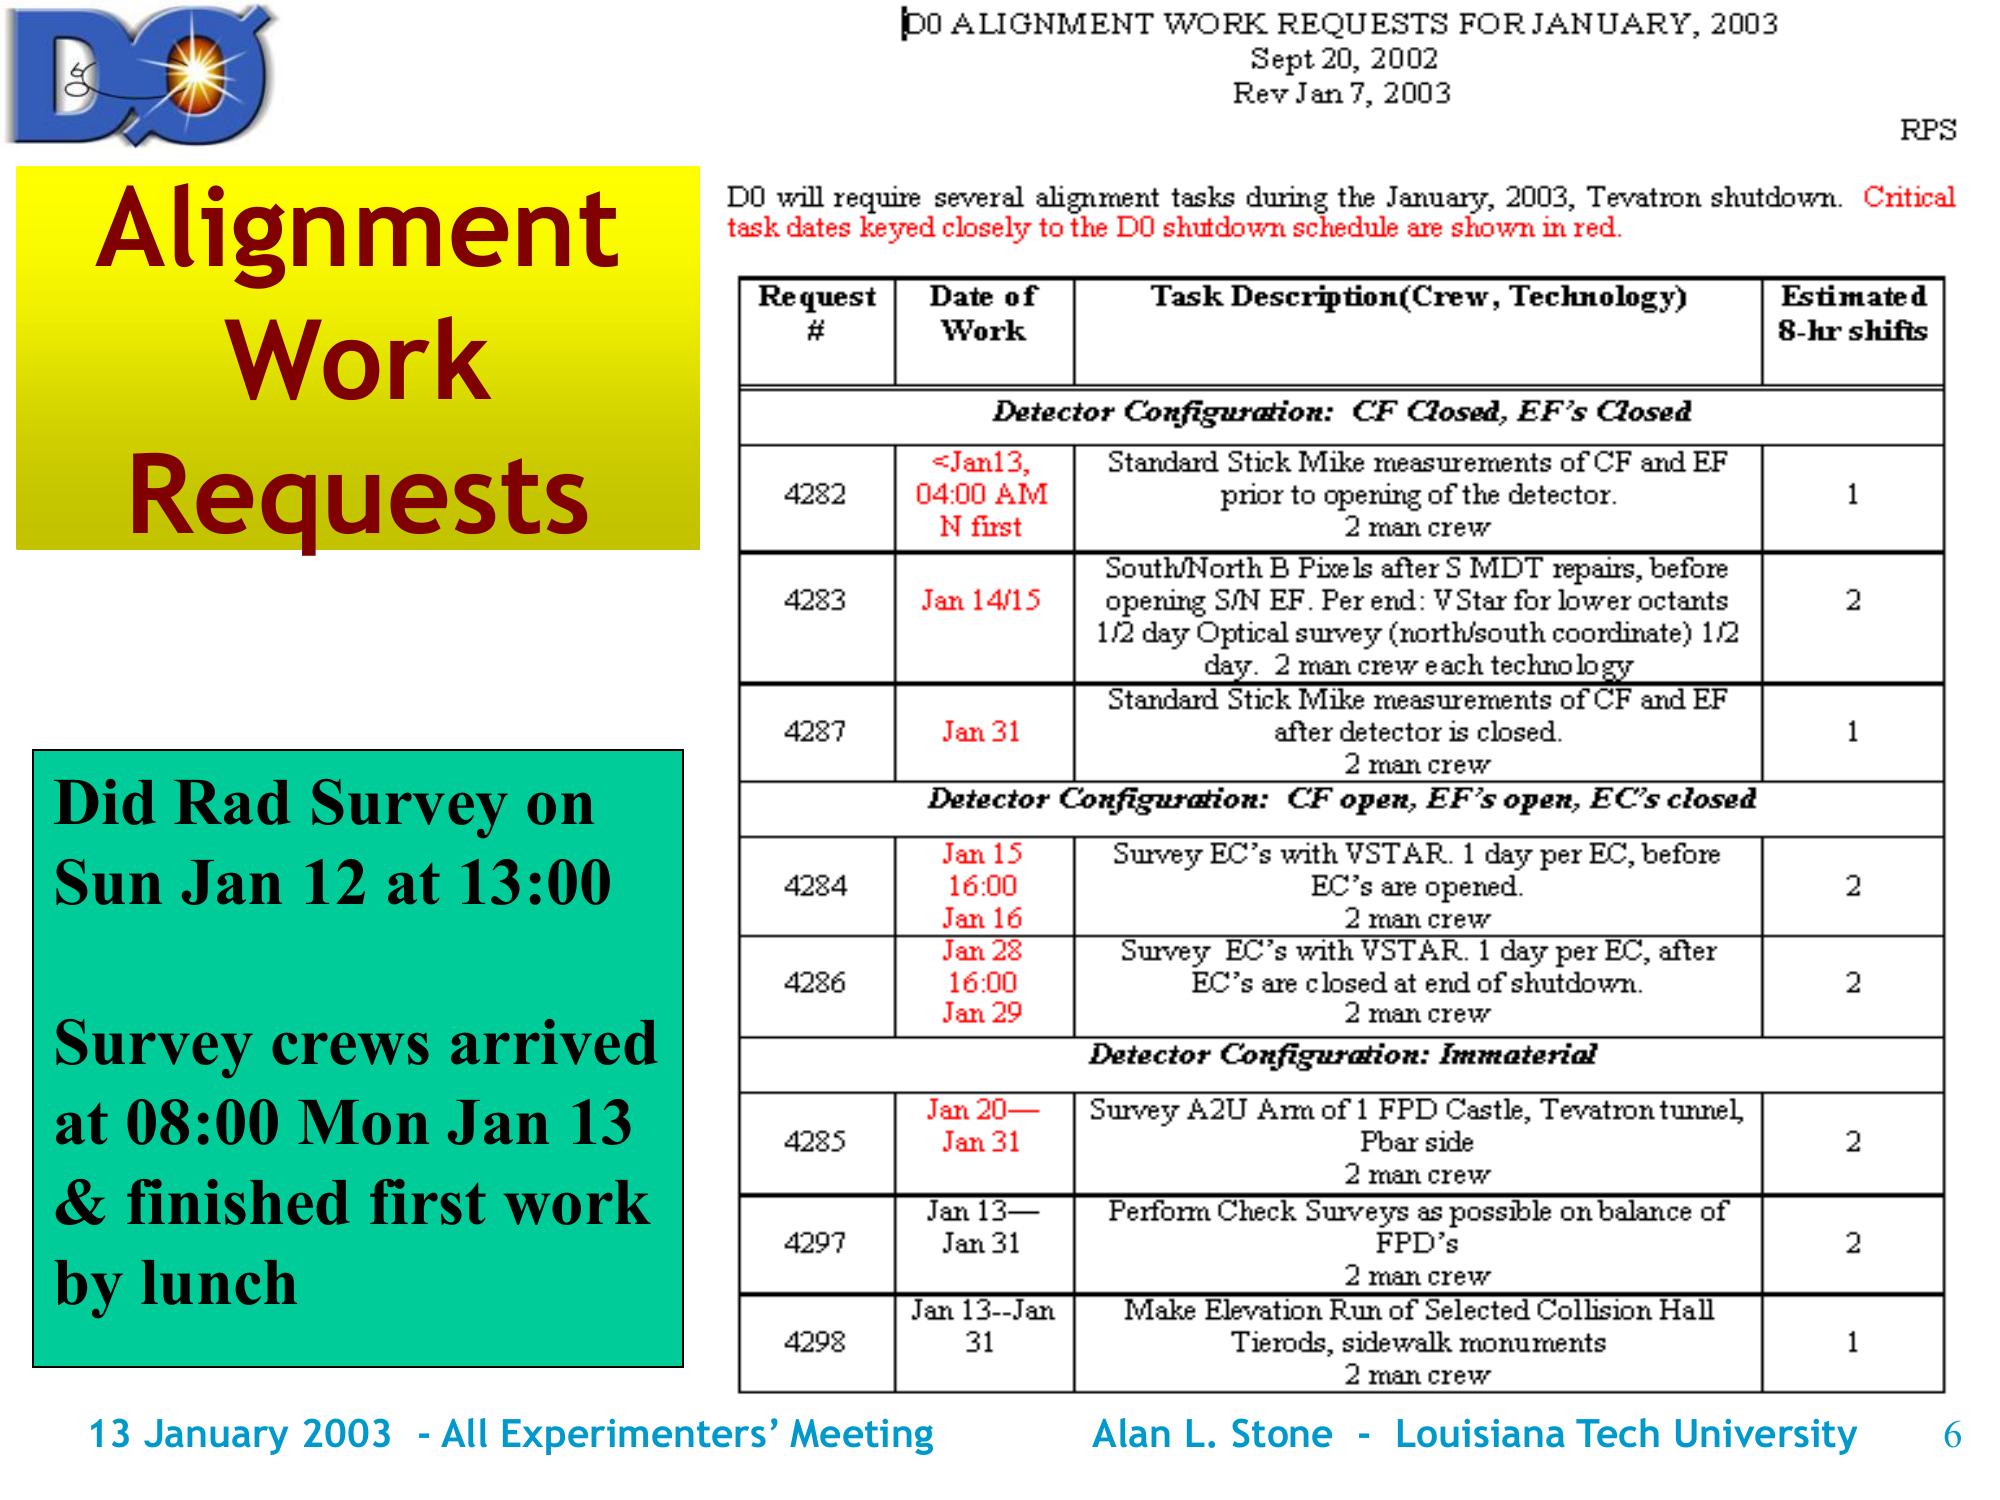 DØ
D0 ALIGNMENT WORK REQUESTS FOR JANUARY, 2003
Sept 20, 2002
Rev Jan 7, 2003
RPS
Alignment
Work
Requests
D0 will require several alignment tasks during the January, 2003, Tevatron shutdown. Critical
task dates keyed closely to the D0 shutdown schedule are shown in red.
Request
#
Date of
Work
Task Description(Crew, Technology)
Estimated
8-hr shifts
Detector Configuration: CF Closed, EF's Closed
4282
<Jan13,
04:00 AM
N first
Standard Stick Mike measurements of CF and EF
prior to opening of the detector.
2 man crew
1
4283
Jan 14/15
South/North B Pixels after S MDT repairs, before
opening S/N EF. Per end: VStar for lower octants
1/2 day Optical survey (north/south coordinate) 1/2
day. 2 man crew each technology
2
4287
Jan 31
Standard Stick Mike measurements of CF and EF
after detector is closed.
2 man crew
1
Detector Configuration: CF open, EF's open, EC's closed
4284
Jan 15
16:00
Jan 16
Survey EC's with VSTAR. 1 day per EC, before
EC's are opened.
2 man crew
2
4286
Jan 28
16:00
Jan 29
Survey EC's with VSTAR. 1 day per EC, after
EC's are closed at end of shutdown.
2 man crew
2
Detector Configuration: Immaterial
4285
Jan 20—
Jan 31
Survey A2U Arm of 1 FPD Castle, Tevatron tunnel,
Pbar side
2 man crew
2
4297
Jan 13—
Jan 31
Perform Check Surveys as possible on balance of
FPD's
2 man crew
2
4298
Jan 13--Jan
31
Make Elevation Run of Selected Collision Hall
Tierods, sidewalk monuments
2 man crew
1
Did Rad Survey on
Sun Jan 12 at 13:00
Survey crews arrived
at 08:00 Mon Jan 13
& finished first work
by lunch
13 January 2003 - All Experimenters' Meeting
Alan L. Stone - Louisiana Tech University
6